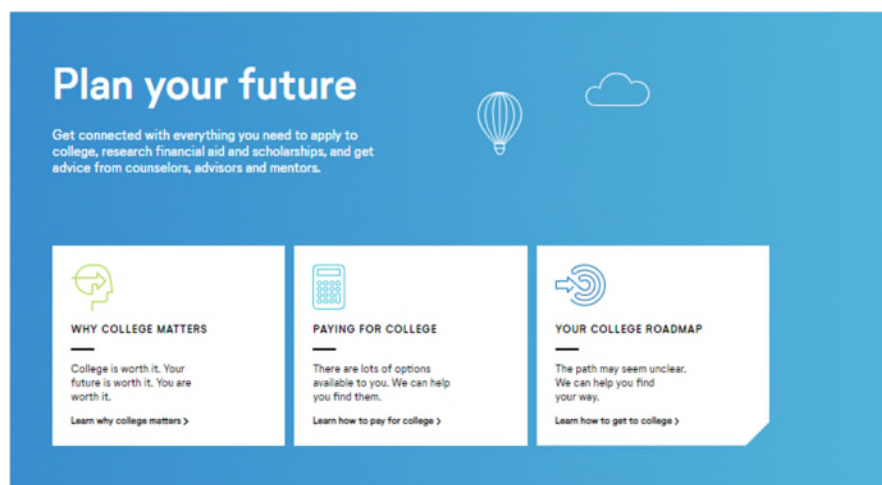 Plan your future
Get connected with everything you need to apply to
college, research financial aid and scholarships, and get
advice from counselors, advisors and mentors.
WHY COLLEGE MATTERS
College is worth it. Your
future is worth it. You are
worth it.
Learn why college matters >
PAYING FOR COLLEGE
There are lots of options
available to you. We can help
you find them.
Learn how to pay for college >
YOUR COLLEGE ROADMAP
The path may seem unclear.
We can help you find
your way.
Learn how to get to college >